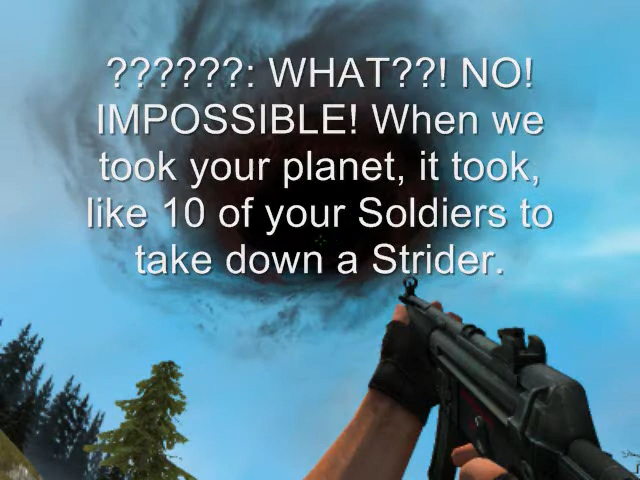 ??????: WHAT??! NO!
IMPOSSIBLE! When we
took your planet, it took,
like 10 of your Soldiers to
take down a Strider.